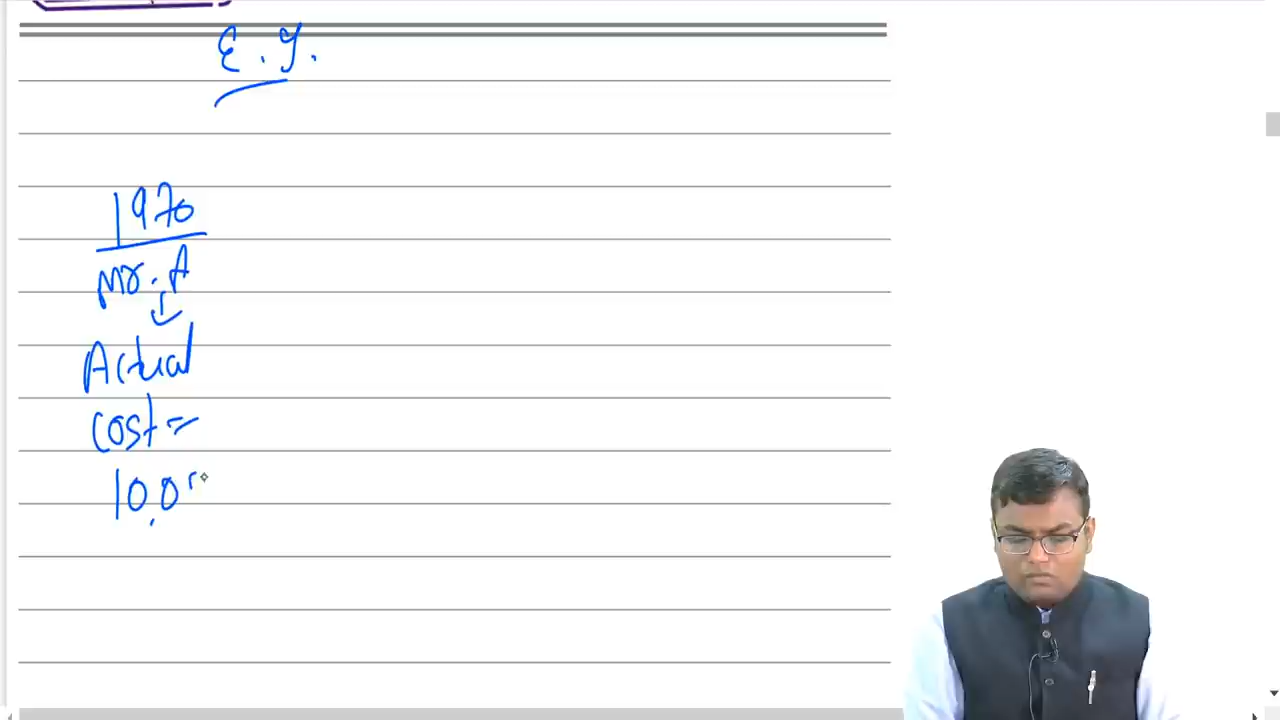 E.g.
1970
Mr. A
Actual
Cost =
10,0